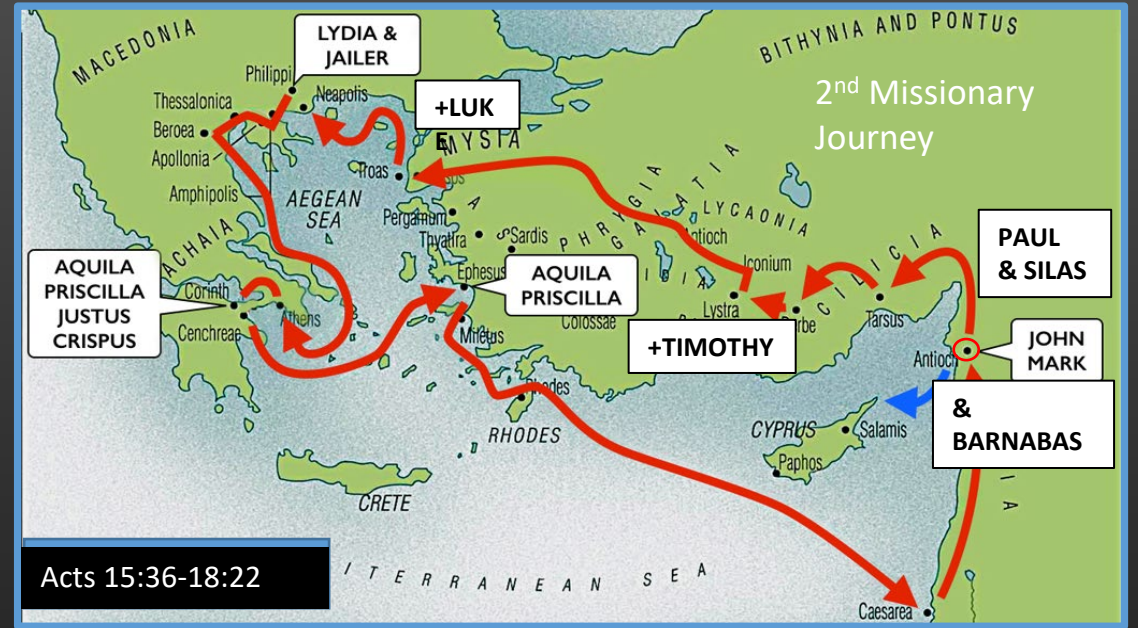 MACEDONIA
BITHYNIA AND PONTUS
2nd Missionary
Journey
LYDIA &
JAILER
Philippi
Neapolis
Thessalonica
Beroea
Apollonia
Amphipolis
+LUK
E
MYSIA
Troas
AEGEAN
SEA
Pergamum
Thyatira
Sardis
A
S
PHRYGIA
GALATIA
LYCAONIA
Antioch
Iconium
CILICIA
PAUL
& SILAS
ACHAIA
AQUILA
PRISCILLA
JUSTUS
CRISPUS
Corinth
Athens
Cenchreae
Ephesus
AQUILA
PRISCILLA
Colossae
Miletus
Lystra
Tarsus
+TIMOTHY
Antioch
JOHN
MARK
&
BARNABAS
Rhodes
RHODES
CYPRUS
Salamis
Paphos
CRETE
Acts 15:36-18:22
ITERRANEAN SEA
Caesarea
I A